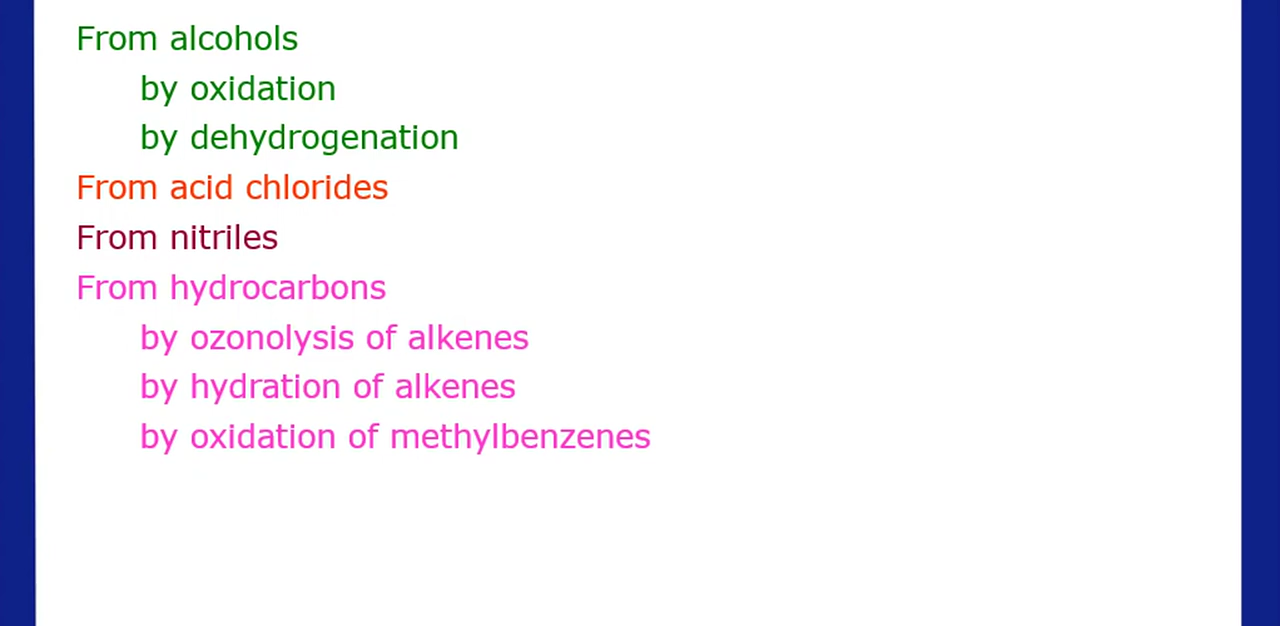 From alcohols
by oxidation
by dehydrogenation
From acid chlorides
From nitriles
From hydrocarbons
by ozonolysis of alkenes
by hydration of alkenes
by oxidation of methylbenzenes